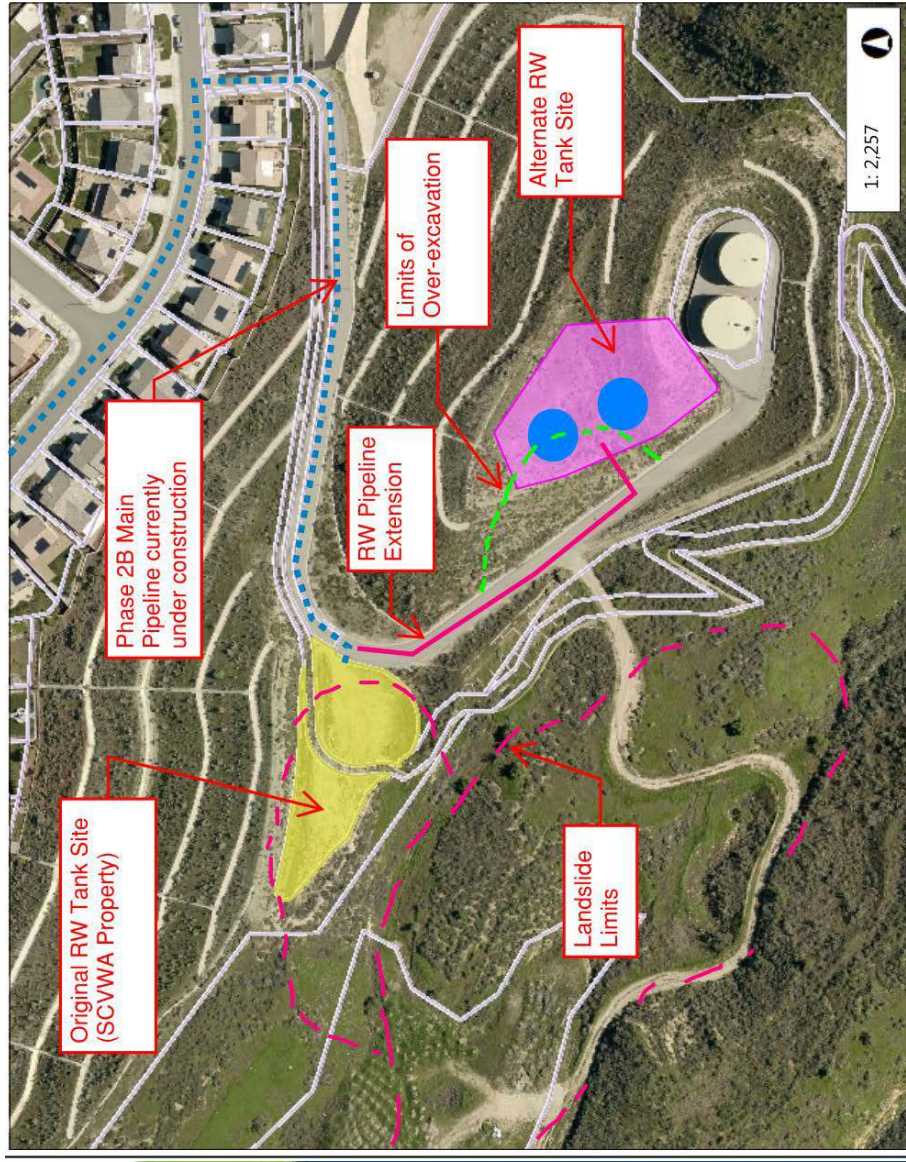 Original RW Tank Site
(SCVWA Property)
Phase 2B Main
Pipeline currently
under construction
RW Pipeline
Extension
Limits of
Over-excavation
Alternate RW
Tank Site
Landslide
Limits
1: 2,257